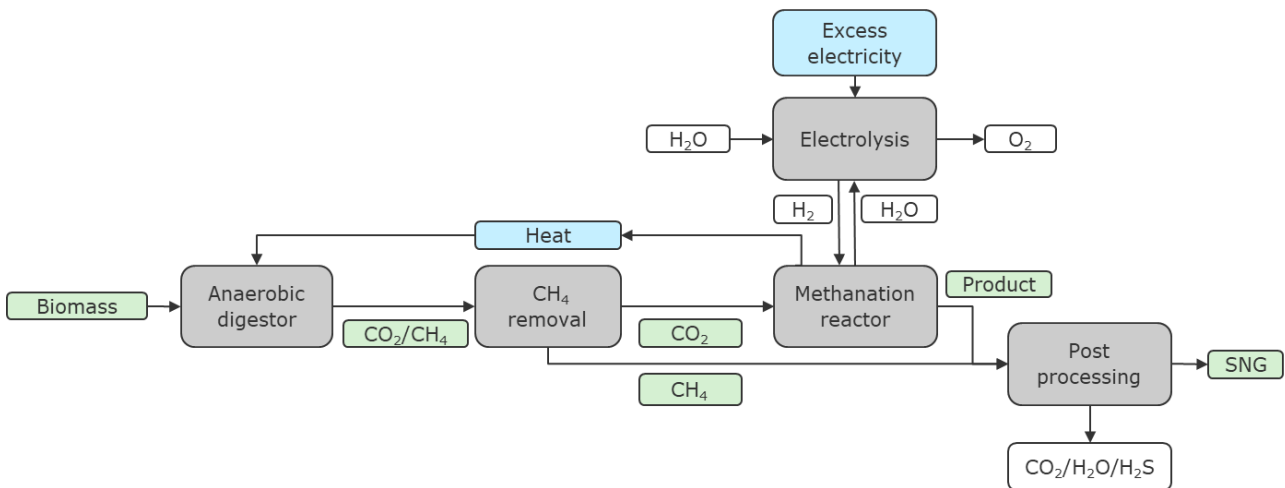 Excess
electricity
H₂O
Electrolysis
O₂
H₂
H₂O
Heat
Biomass
Anaerobic
digestor
CO₂/CH₄
CH₄
removal
CO₂
CH₄
Methanation
reactor
Product
Post
processing
SNG
CO₂/H₂O/H₂S